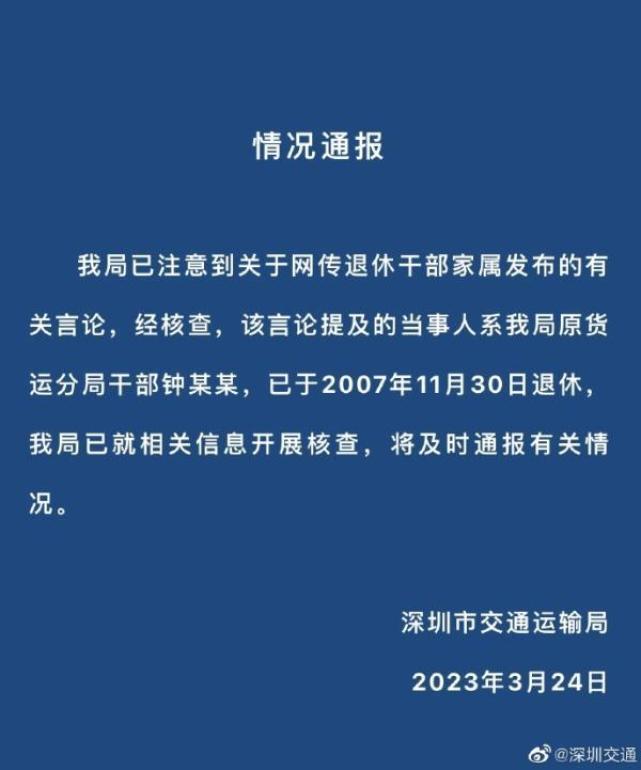 情况通报
我局已注意到关于网传退休干部家属发布的有
关言论，经核查，该言论提及的当事人系我局原货
运分局干部钟某某，已于2007年11月30日退休，
我局已就相关信息开展核查，将及时通报有关情
况。
深圳市交通运输局
2023年3月24日
@深圳交通